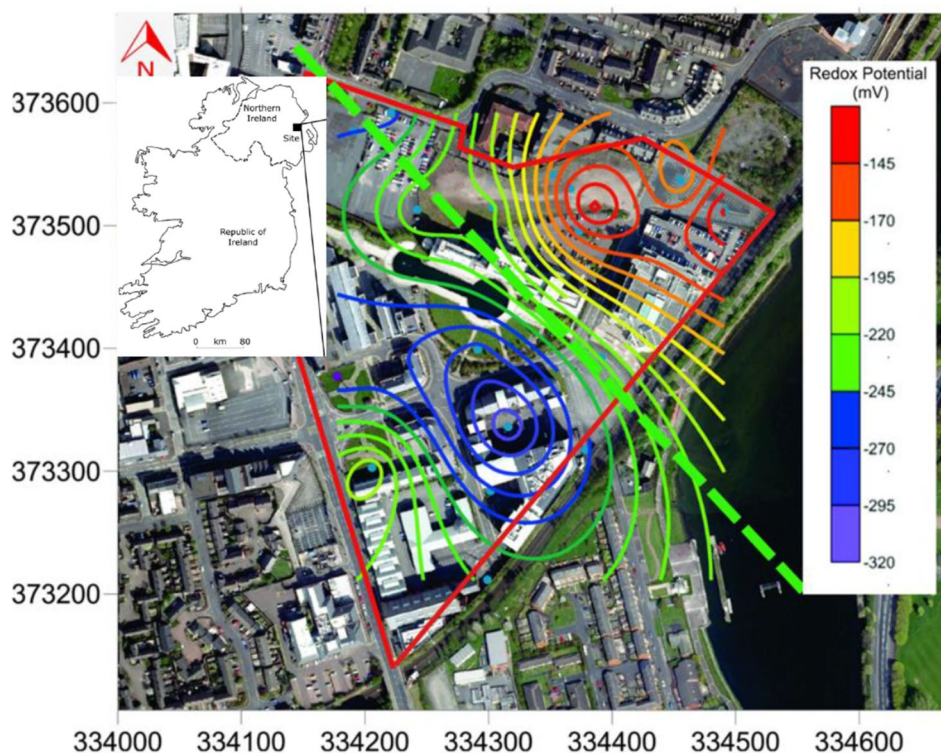 N
Northern
Ireland
Site
Republic of
Ireland
0 km 80
Redox Potential
(mV)
-145
-170
-195
-220
-245
-270
-295
-320
373600
373500
373400
373300
373200
334000 334100 334200 334300 334400 334500 334600